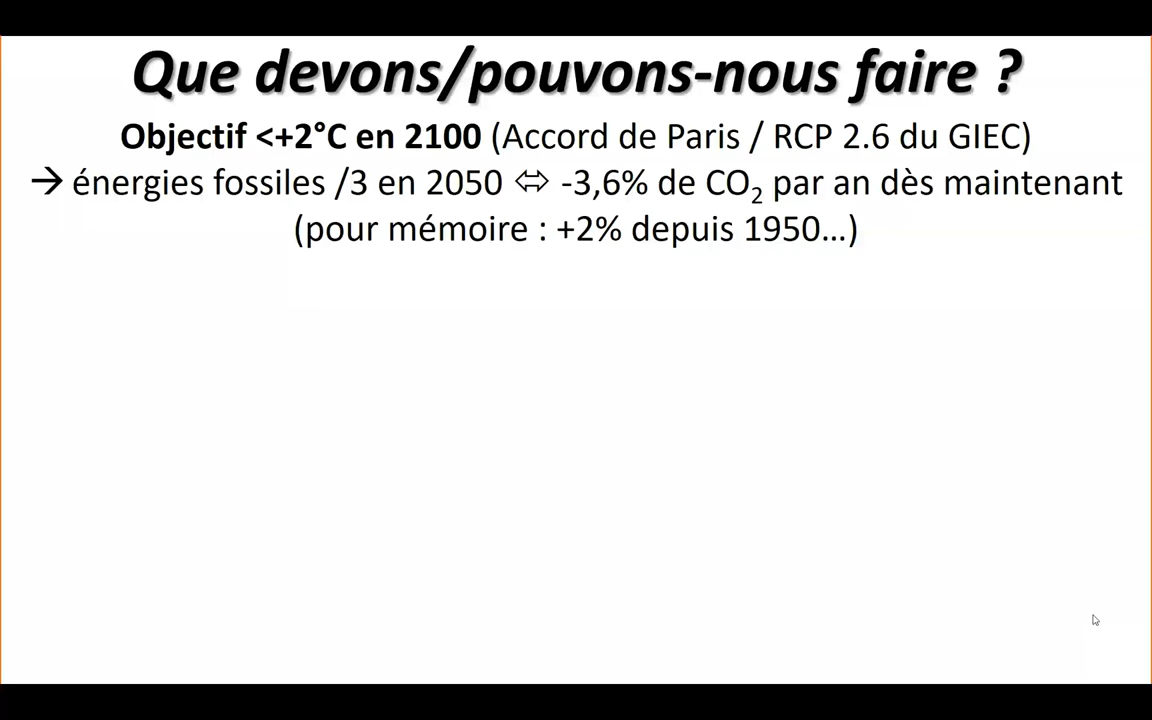 Que devons/pouvons-nous faire ?
Objectif <+2°C en 2100 (Accord de Paris / RCP 2.6 du GIEC)
→ énergies fossiles /3 en 2050 ⬄ -3,6% de CO₂ par an dès maintenant
(pour mémoire : +2% depuis 1950…)